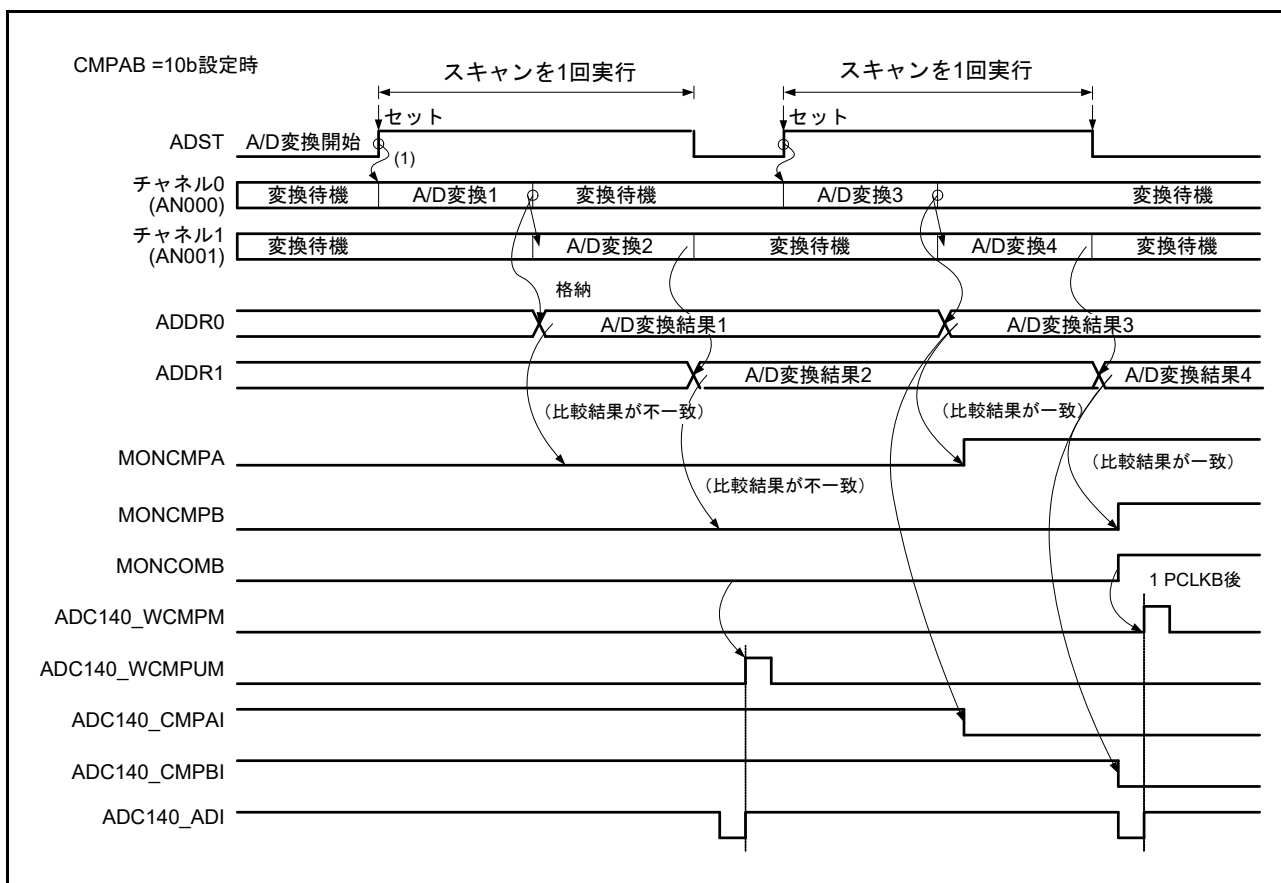 CMPAB =10b設定時
スキャンを1回実行
スキャンを1回実行
セット
セット
ADST
A/D変換開始
(1)
チャネル0
(AN000)
変換待機
A/D変換1
変換待機
A/D変換3
変換待機
チャネル1
(AN001)
変換待機
A/D変換2
変換待機
A/D変換4
変換待機
格納
ADDR0
A/D変換結果1
A/D変換結果3
ADDR1
A/D変換結果2
A/D変換結果4
（比較結果が不一致）
（比較結果が一致）
MONCMPA
（比較結果が不一致）
（比較結果が一致）
MONCMPB
MONCOMB
1 PCLKB後
ADC140_WCMPM
ADC140_WCMPUM
ADC140_CMPAI
ADC140_CMPBI
ADC140_ADI